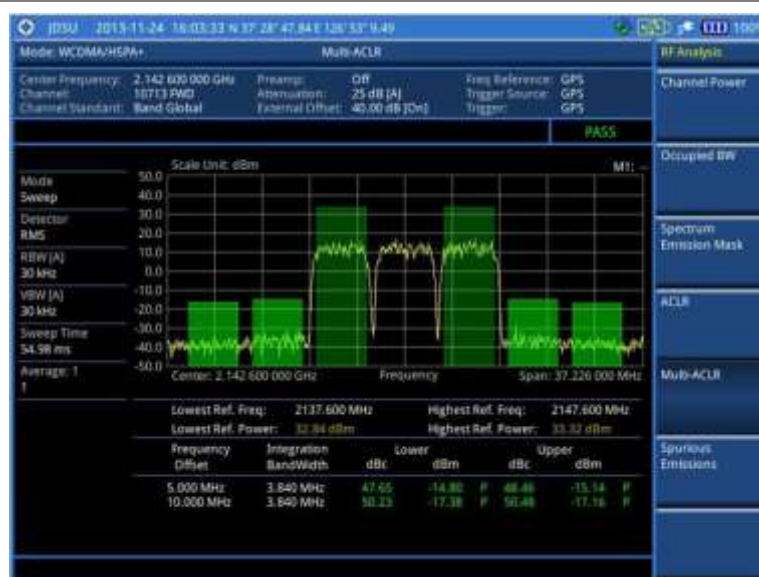 JDSU 2013-11-24 16:03:33 N 37° 28' 47.84 E 126° 53' 9.49 100%
Mode: WCDMA/HSPA+ Multi-ACLR RF Analysis
Center Frequency: 2.142 600 000 GHz Preamp: Off Freq Reference: GPS
Channel: 10713 FWD Attenuation: 25 dB [A] Trigger Source: GPS
Channel Standard: Band Global External Offset: 40.00 dB [On] Trigger: GPS
PASS
Channel Power
Occupied BW
Spectrum
Emission Mask
ACLR
Multi-ACLR
Spurious
Emissions
Scale Unit: dBm M1: --
Mode
Sweep
Detector
RMS
RBW [A]
30 kHz
VBW [A]
30 kHz
Sweep Time
54.98 ms
Average: 1
1
50.0
40.0
30.0
20.0
10.0
0.0
-10.0
-20.0
-30.0
-40.0
-50.0
Center: 2.142 600 000 GHz Frequency Span: 37.226 000 MHz
Lowest Ref. Freq: 2137.600 MHz Highest Ref. Freq: 2147.600 MHz
Lowest Ref. Power: 32.84 dBm Highest Ref. Power: 33.32 dBm
Frequency Integration Lower Upper
Offset BandWidth dBc dBm dBc dBm
5.000 MHz 3.840 MHz 47.65 -14.80 P 48.46 -15.14 P
10.000 MHz 3.840 MHz 50.23 -17.38 P 50.48 -17.16 P